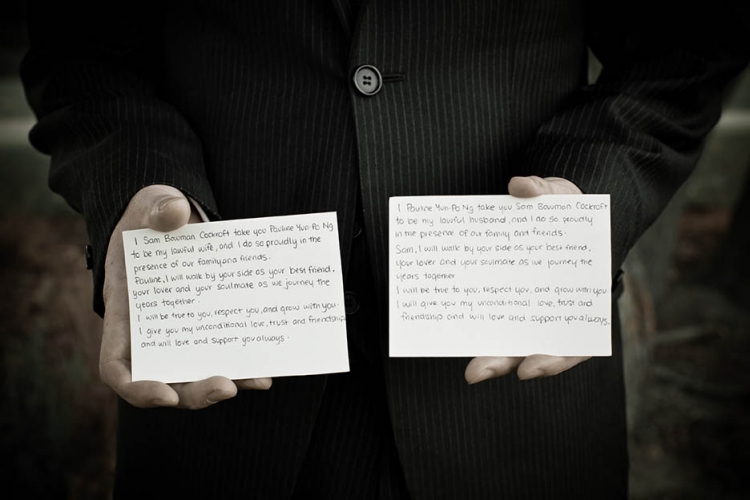 I Sam Bowman Cockroft take you Pauline Yun-Po Ng
to be my lawful wife, and I do so proudly in the
presence of our family and friends.
Pauline, I will walk by your side as your best friend,
your lover and your soulmate as we journey the
years together.
I will be true to you, respect you, and grow with you.
I give you my unconditional love, trust and friendship
and will love and support you always.
I Pauline Yun-Po Ng take you Sam Bowman Cockroft
to be my lawful husband, and I do so proudly
in the presence of our family and friends.
Sam, I will walk by your side as your best friend,
your lover and your soulmate as we journey the
years together
I will be true to you, respect you, and grow with you
I will give you my unconditional love, trust and
friendship and will love and support you always.